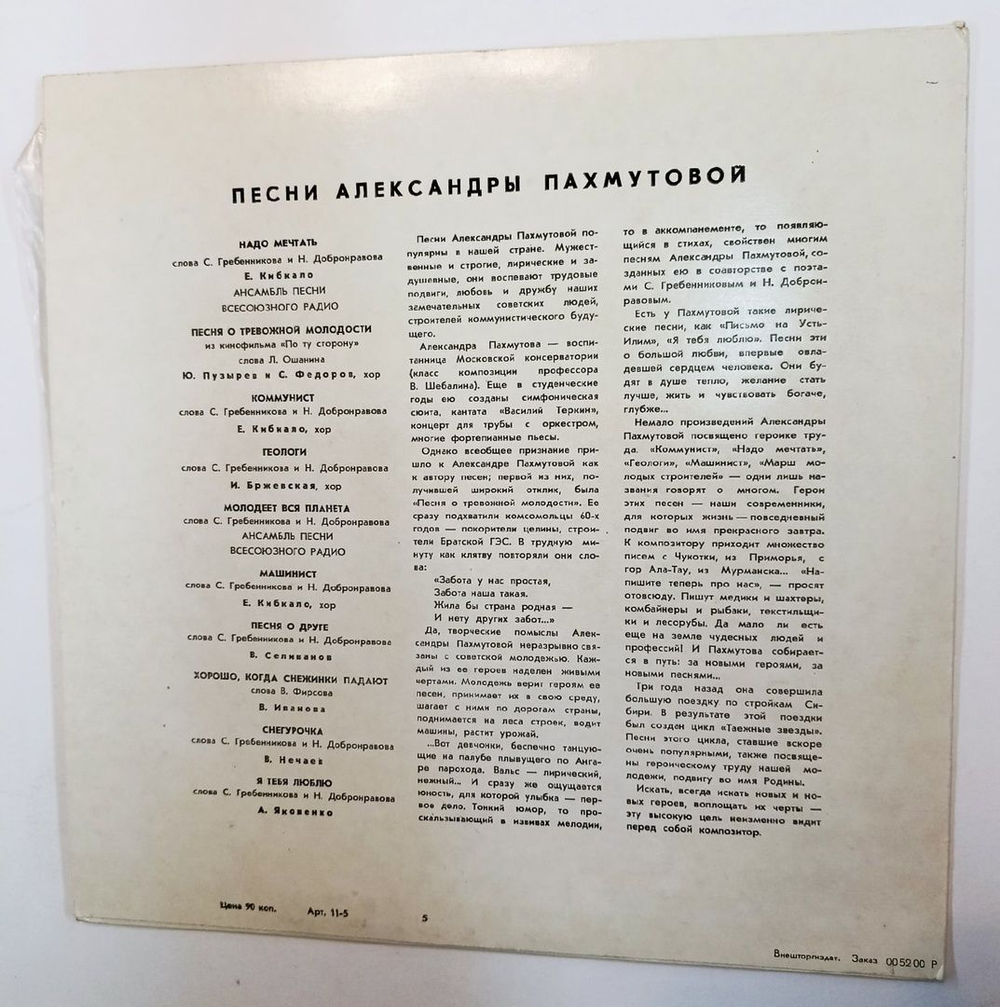 ПЕСНИ АЛЕКСАНДРЫ ПАХМУТОВОЙ
НАДО МЕЧТАТЬ
слова С. Гребенникова и Н. Добронравова
Е. Кибкало
АНСАМБЛЬ ПЕСНИ
ВСЕСОЮЗНОГО РАДИО
ПЕСНЯ О ТРЕВОЖНОЙ МОЛОДОСТИ
из кинофильма «По ту сторону»
слова Л. Ошанина
Ю. Пузырев и С. Федоров, хор
КОММУНИСТ
слова С. Гребенникова и Н. Добронравова
Е. Кибкало, хор
ГЕОЛОГИ
слова С. Гребенникова и Н. Добронравова
И. Бржевская, хор
МОЛОДЕЕТ ВСЯ ПЛАНЕТА
слова С. Гребенникова и Н. Добронравова
АНСАМБЛЬ ПЕСНИ
ВСЕСОЮЗНОГО РАДИО
МАШИНИСТ
слова С. Гребенникова и Н. Добронравова
Е. Кибкало, хор
ПЕСНЯ О ДРУГЕ
слова С. Гребенникова и Н. Добронравова
В. Селиванов
ХОРОШО, КОГДА СНЕЖИНКИ ПАДАЮТ
слова В. Фирсова
В. Иванова
СНЕГУРОЧКА
слова С. Гребенникова и Н. Добронравова
В. Нечаев
Я ТЕБЯ ЛЮБЛЮ
слова С. Гребенникова и Н. Добронравова
А. Яковенко
Песни Александры Пахмутовой по-
пулярны в нашей стране. Мужест-
венные и строгие, лирические и за-
душевные, они воспевают трудовые
подвиги, любовь и дружбу наших
замечательных советских людей,
строителей коммунистического буду-
щего.
Александра Пахмутова — воспи-
танница Московской консерватории
(класс композиции профессора
В. Шебалина). Еще в студенческие
годы ею созданы симфоническая
сюита, кантата «Василий Теркин»,
концерт для трубы с оркестром,
многие фортепианные пьесы.
Однако всеобщее признание при-
шло к Александре Пахмутовой как
к автору песен; первой из них, по-
лучившей широкий отклик, была
«Песня о тревожной молодости». Ее
сразу подхватили комсомольцы 60-х
годов — покорители целины, строи-
тели Братской ГЭС. В трудную ми-
нуту как клятву повторяли они сло-
ва:
«Забота у нас простая,
Забота наша такая.
Жила бы страна родная —
И нету других забот...»
Да, творческие помыслы Алек-
сандры Пахмутовой неразрывно свя-
заны с советской молодежью. Каж-
дый из ее героев наделен живыми
чертами. Молодежь верит героям ее
песен, принимает их в свою среду,
шагает с ними по дорогам страны,
поднимается на леса строек, водит
машины, растит урожай.
...Вот девчонки, беспечно танцую-
щие на палубе плывущего по Анга-
ре парохода. Вальс — лирический,
нежный... И сразу же ощущается
юность, для которой улыбка — пер-
вое дело. Тонкий юмор, то про-
скальзывающий в извивах мелодии,
то в аккомпанементе, то появляю-
щийся в стихах, свойствен многим
песням Александры Пахмутовой, со-
зданных ею в соавторстве с поэта-
ми С. Гребенниковым и Н. Доброн-
равовым.
Есть у Пахмутовой такие лириче-
ские песни, как «Письмо на Усть-
Илим», «Я тебя люблю». Песни эти
о большой любви, впервые овла-
девшей сердцем человека. Они бу-
дят в душе тепло, желание стать
лучше, жить и чувствовать богаче,
глубже...
Немало произведений Александры
Пахмутовой посвящено героике тру-
да. «Коммунист», «Надо мечтать»,
«Геологи», «Машинист», «Марш мо-
лодых строителей» — одни лишь на-
звания говорят о многом. Герои
этих песен — наши современники,
для которых жизнь — повседневный
подвиг во имя прекрасного завтра.
К композитору приходит множество
писем с Чукотки, из Приморья, с
гор Ала-Тау, из Мурманска... «На-
пишите теперь про нас», — просят
отовсюду. Пишут медики и шахтеры,
комбайнеры и рыбаки, текстильщи-
ки и лесорубы. Да мало ли есть
еще на земле чудесных людей и
профессий! И Пахмутова собирает-
ся в путь: за новыми героями, за
новыми песнями...
Три года назад она совершила
большую поездку по стройкам Си-
бири. В результате этой поездки
был создан цикл «Таежные звезды».
Песни этого цикла, ставшие вскоре
очень популярными, также посвяще-
ны героическому труду нашей мо-
лодежи, подвигу во имя Родины.
Искать, всегда искать новых и но-
вых героев, воплощать их черты —
эту высокую цель неизменно видит
перед собой композитор.
Цена 90 коп.
Арт. 11-5
5
Внешторгиздат. Заказ 005200 Р